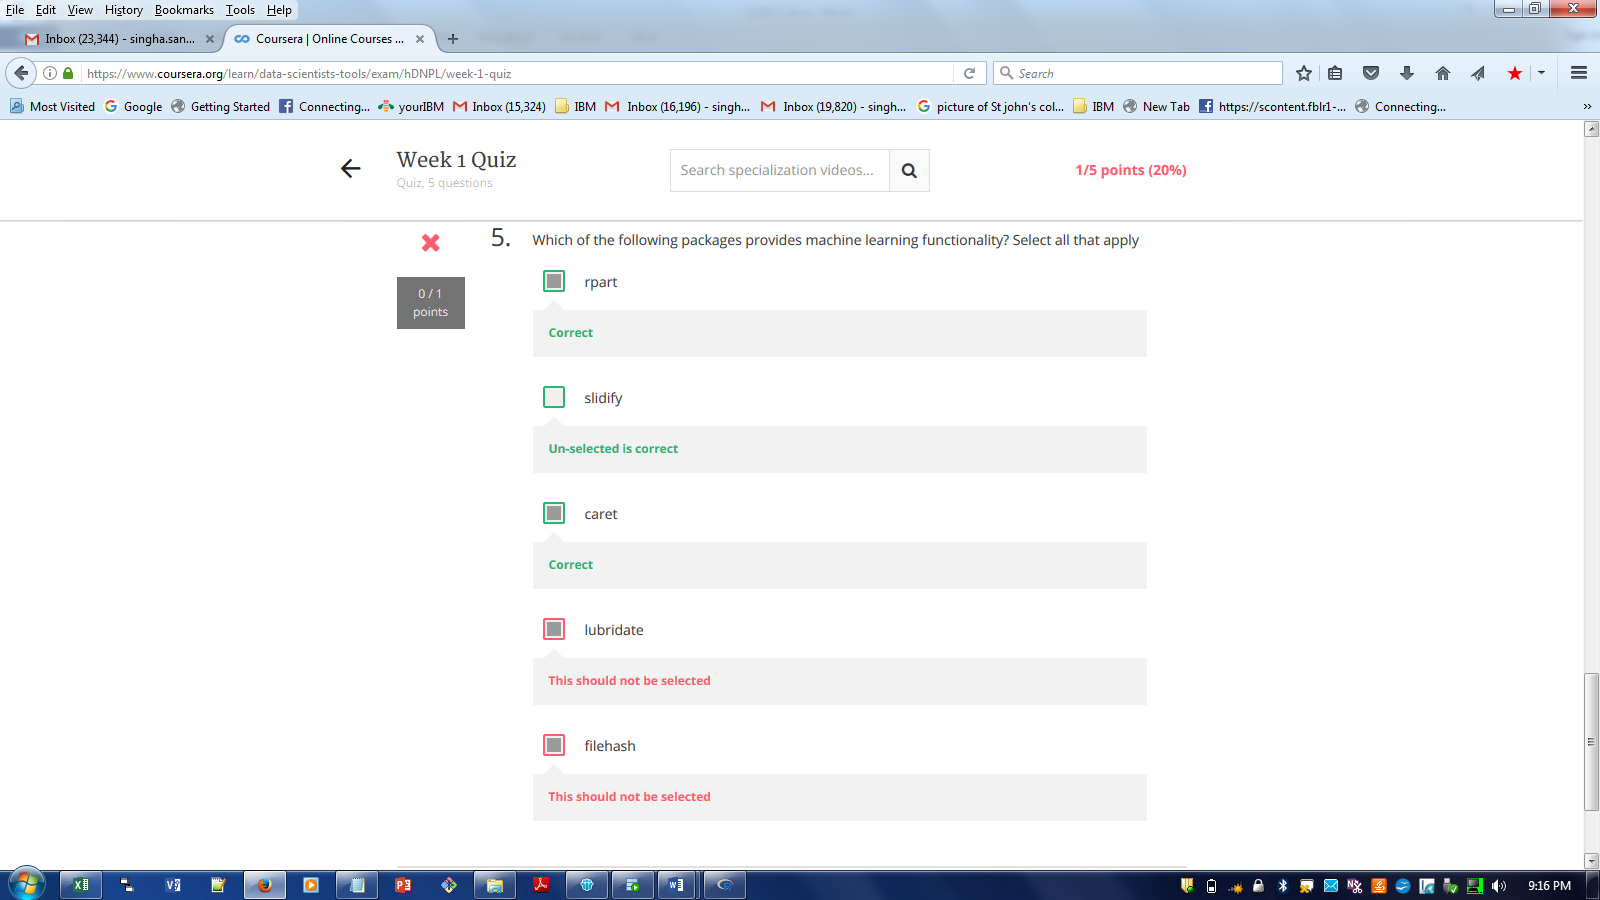 File Edit View History Bookmarks Tools Help
Inbox (23,344) - singha.san... × Coursera | Online Courses ... × +
https://www.coursera.org/learn/data-scientists-tools/exam/hDNPL/week-1-quiz Search
Most Visited Google Getting Started Connecting... yourIBM Inbox (15,324) IBM Inbox (16,196) - singh... Inbox (19,820) - singh... picture of St john's col... IBM New Tab https://scontent.fblr1-... Connecting... »
Week 1 Quiz
Quiz, 5 questions
Search specialization videos...
1/5 points (20%)
5. Which of the following packages provides machine learning functionality? Select all that apply
0 / 1
points
rpart
Correct
slidify
Un-selected is correct
caret
Correct
lubridate
This should not be selected
filehash
This should not be selected
9:16 PM